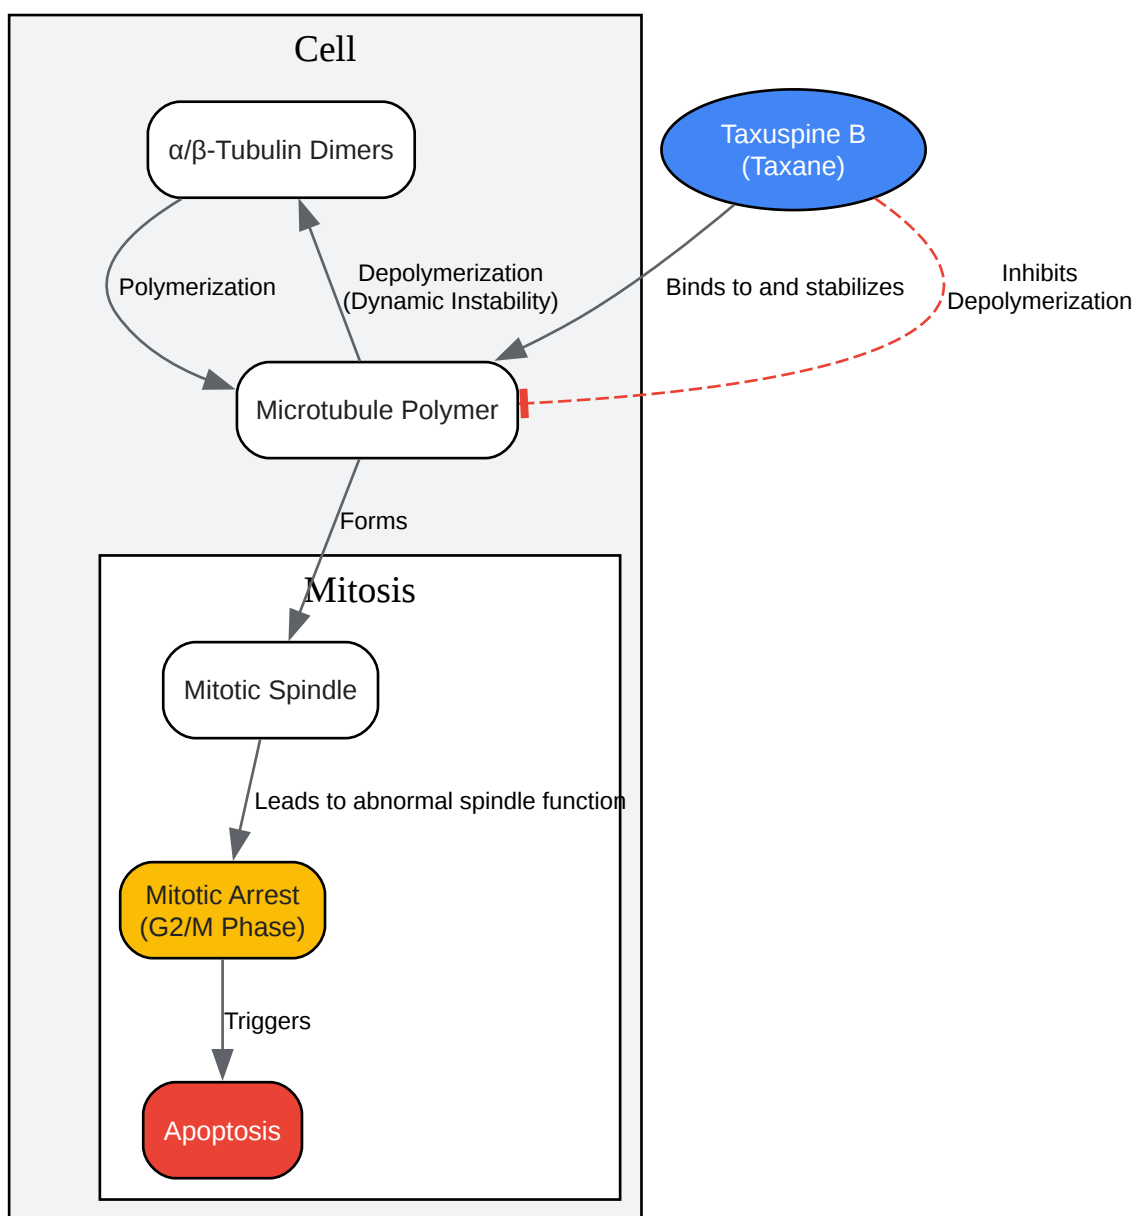 Cell
α/β-Tubulin Dimers
Taxuspine B
(Taxane)
Polymerization
Depolymerization
(Dynamic Instability)
Binds to and stabilizes
Inhibits
Depolymerization
Microtubule Polymer
Forms
Mitosis
Mitotic Spindle
Leads to abnormal spindle function
Mitotic Arrest
(G2/M Phase)
Triggers
Apoptosis